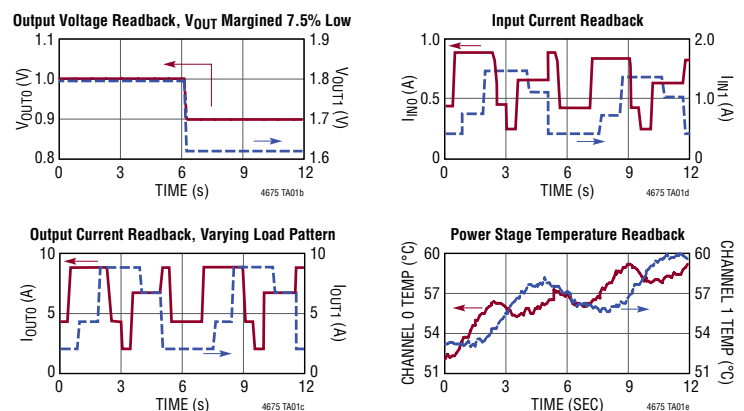 Output Voltage Readback, VOUT Margined 7.5% Low
1.1
1.0
0.9
0.8
VOUT0 (V)
1.9
1.8
1.7
1.6
VOUT1 (V)
0 3 6 9 12
TIME (s)
4675 TA01b
Input Current Readback
1.0
0.5
0
IIN0 (A)
2.0
1.0
0
IIN1 (A)
0 3 6 9 12
TIME (s)
4675 TA01d
Output Current Readback, Varying Load Pattern
10
5
0
IOUT0 (A)
10
5
0
IOUT1 (A)
0 3 6 9 12
TIME (s)
4675 TA01c
Power Stage Temperature Readback
60
57
54
51
CHANNEL 0 TEMP (°C)
60
57
54
51
CHANNEL 1 TEMP (°C)
0 3 6 9 12
TIME (SEC)
4675 TA01e